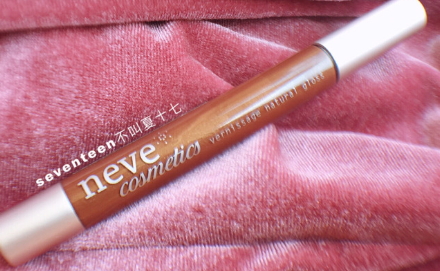 seventeen不叫夏十七
neve
cosmetics
vernissage natural gloss